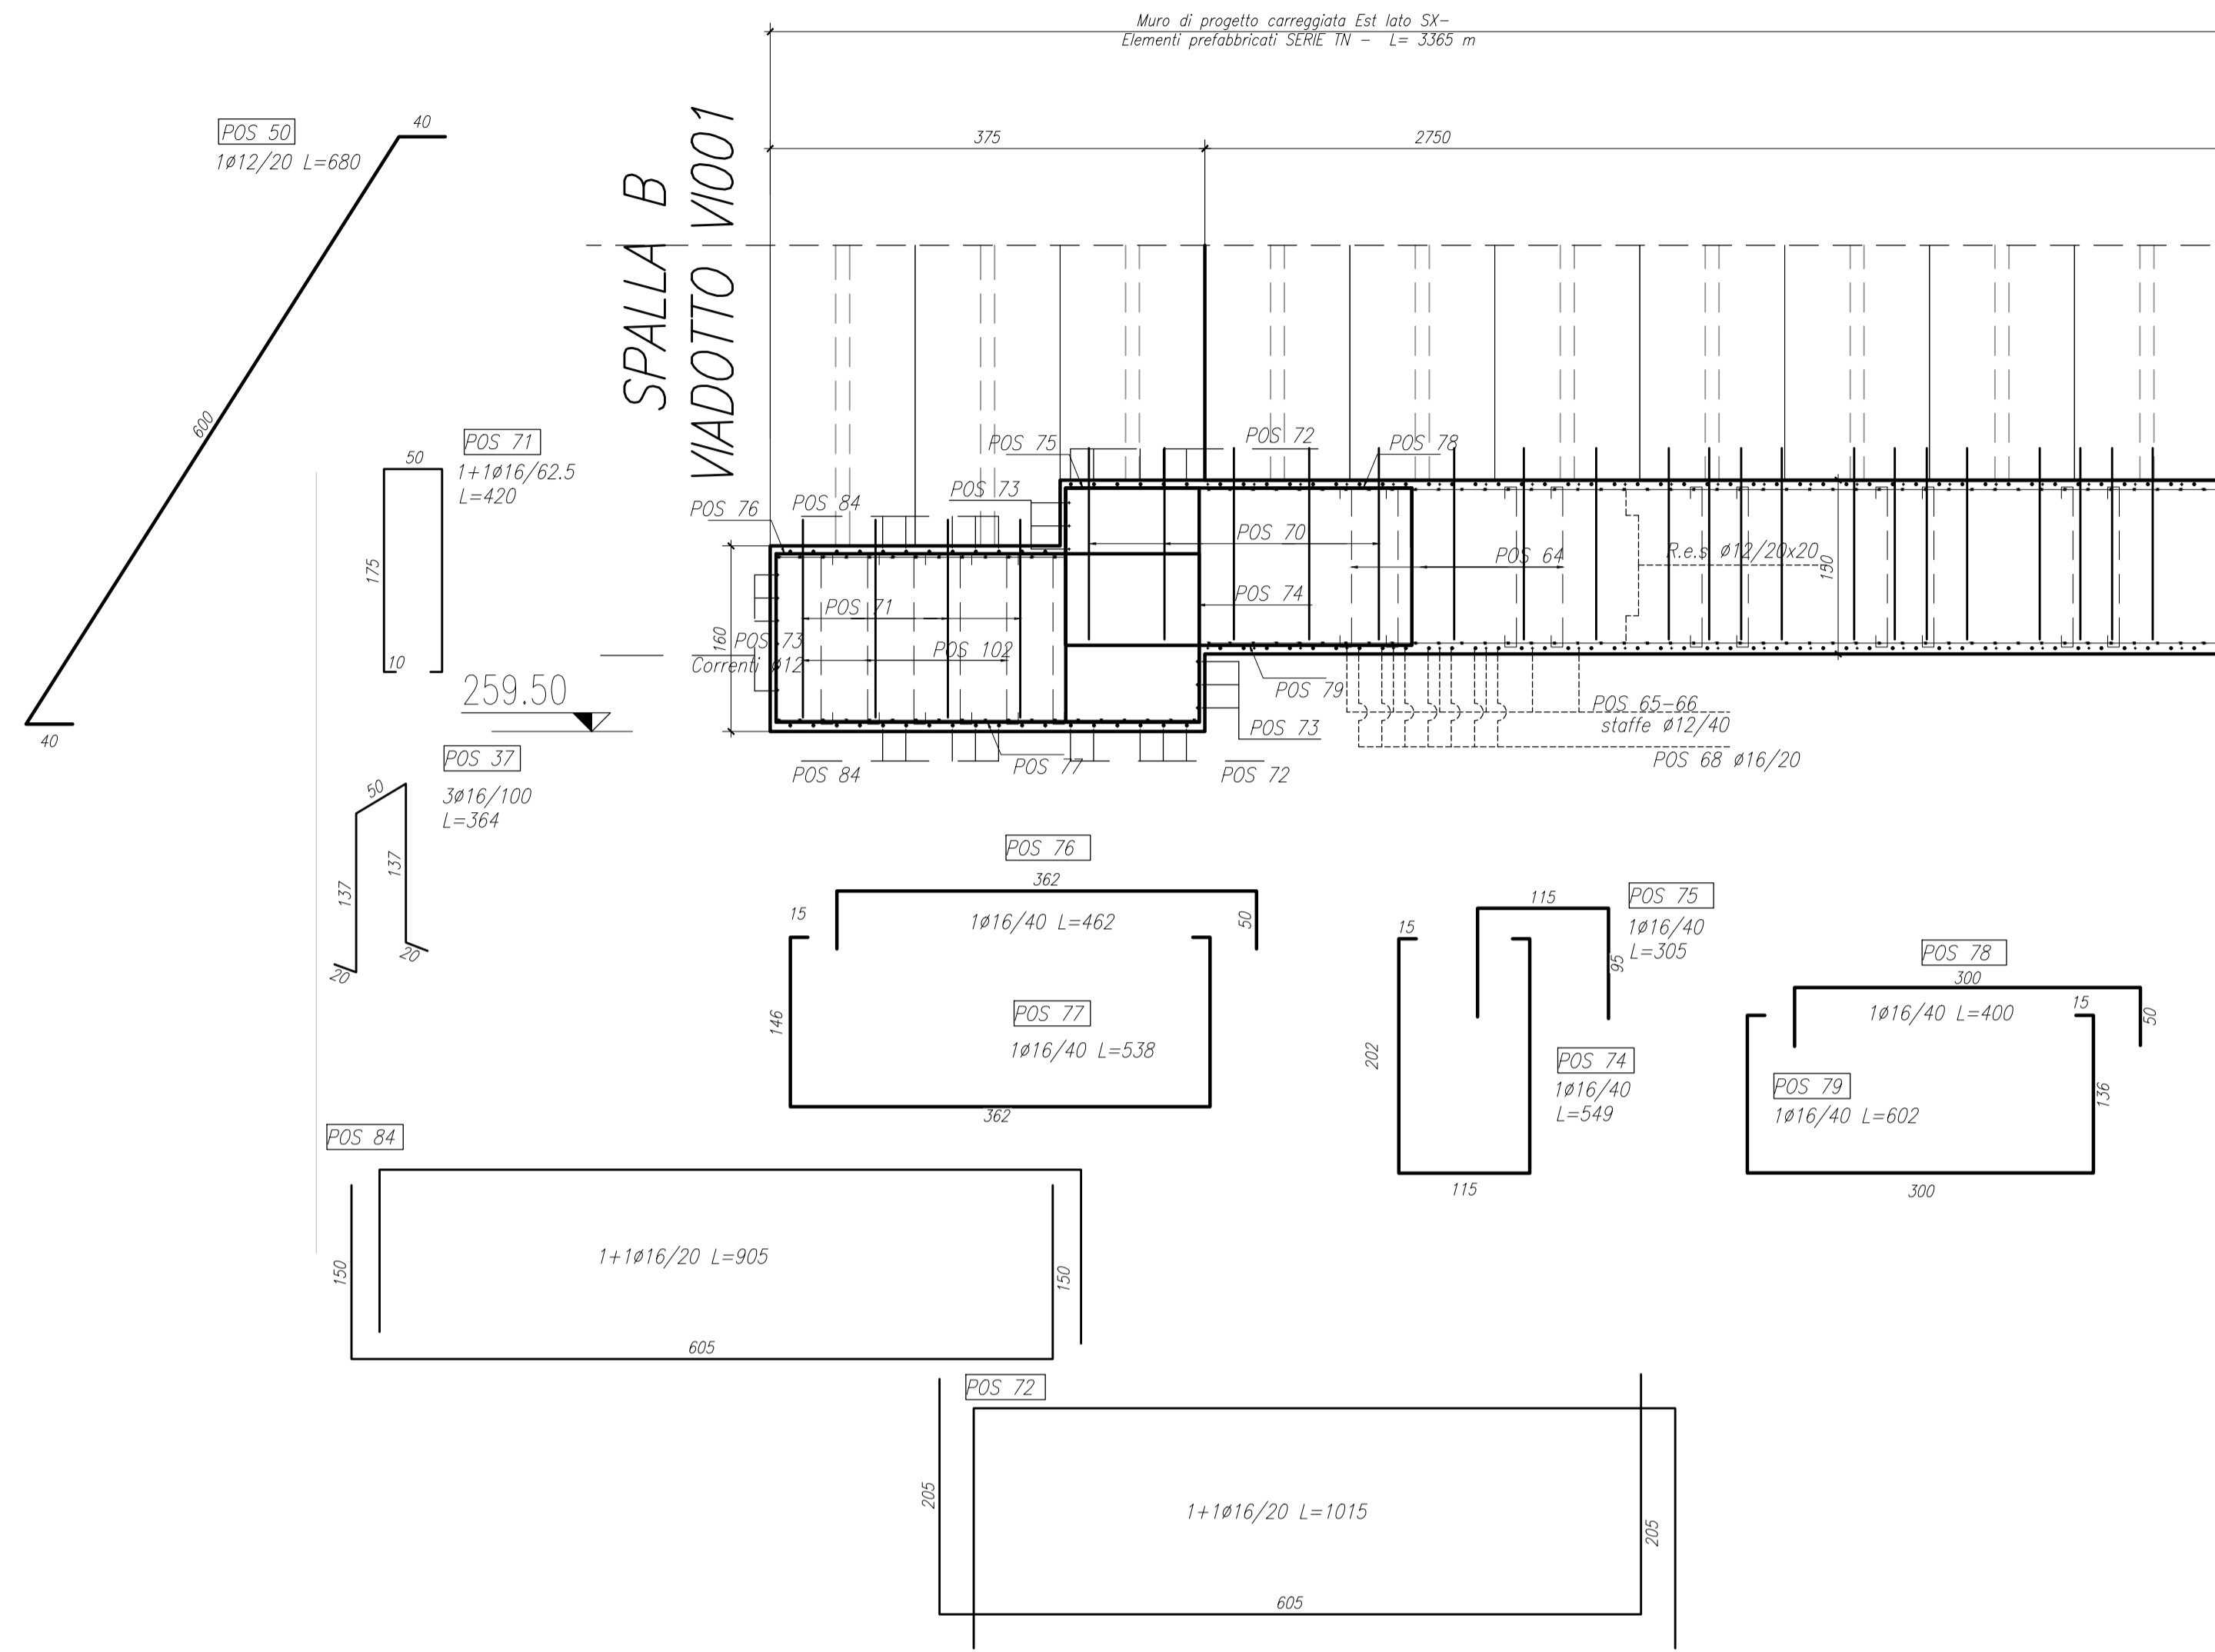 Muro di progetto carreggiata Est lato SX-
Elementi prefabbricati SERIE TN - L= 3365 m
375
2750
SPALLA B
VIADOTTO VI001
POS 50
1ø12/20 L=680
40
600
40
POS 71
1+1ø16/62.5
L=420
50
175
10
259.50
POS 37
3ø16/100
L=364
50
137
137
20
20
POS 75
POS 72
POS 78
POS 73
POS 76
POS 84
POS 70
POS 64
R.e.s ø12/20x20
150
POS 74
POS 71
160
POS 73
POS 102
Correnti ø12
POS 79
POS 65-66
staffe ø12/40
POS 73
POS 68 ø16/20
POS 84
POS 77
POS 72
POS 76
362
15
1ø16/40 L=462
50
146
POS 77
1ø16/40 L=538
362
115
POS 75
1ø16/40
L=305
15
95
202
POS 74
1ø16/40
L=549
115
POS 78
300
15
1ø16/40 L=400
50
POS 79
1ø16/40 L=602
136
300
POS 84
1+1ø16/20 L=905
150
150
605
POS 72
1+1ø16/20 L=1015
205
205
605